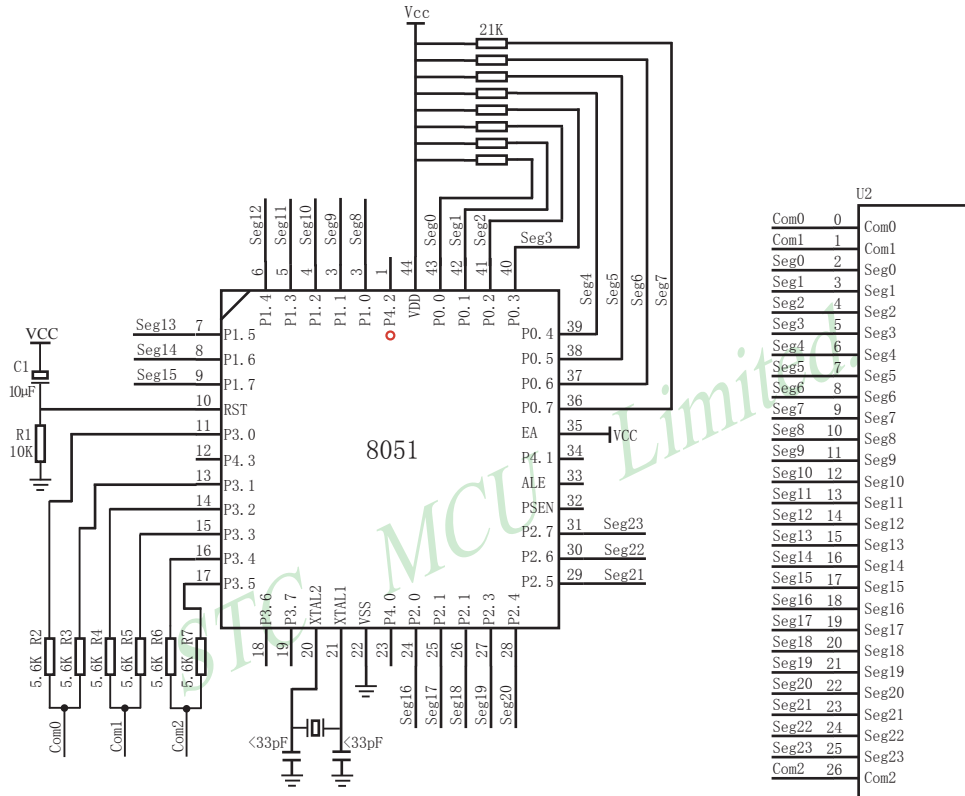 Vcc
21K
Seg12
Seg11
Seg10
Seg9
Seg8
Seg0
Seg1
Seg2
Seg3
Seg4
Seg5
Seg6
Seg7
6
5
4
3
3
1
44
43
42
41
40
P1.4
P1.3
P1.2
P1.1
P1.0
P4.2
VDD
P0.0
P0.1
P0.2
P0.3
VCC
C1
10μF
R1
10K
Seg13 7 P1.5
Seg14 8 P1.6
Seg15 9 P1.7
10 RST
11 P3.0
12 P4.3
13 P3.1
14 P3.2
15 P3.3
16 P3.4
17 P3.5
8051
P0.4 39
P0.5 38
P0.6 37
P0.7 36
EA 35 VCC
P4.1 34
ALE 33
PSEN 32
P2.7 31 Seg23
P2.6 30 Seg22
P2.5 29 Seg21
P3.6
P3.7
XTAL2
XTAL1
VSS
P4.0
P2.0
P2.1
P2.1
P2.3
P2.4
18
19
20
21
22
23
24
25
26
27
28
Seg16
Seg17
Seg18
Seg19
Seg20
5.6K R2
5.6K R3
5.6K R4
5.6K R5
5.6K R6
5.6K R7
Com0
Com1
Com2
<33pF
<33pF
STC MCU Limited.
U2
Com0 0 Com0
Com1 1 Com1
Seg0 2 Seg0
Seg1 3 Seg1
Seg2 4 Seg2
Seg3 5 Seg3
Seg4 6 Seg4
Seg5 7 Seg5
Seg6 8 Seg6
Seg7 9 Seg7
Seg8 10 Seg8
Seg9 11 Seg9
Seg10 12 Seg10
Seg11 13 Seg11
Seg12 14 Seg12
Seg13 15 Seg13
Seg14 16 Seg14
Seg15 17 Seg15
Seg16 18 Seg16
Seg17 19 Seg17
Seg18 20 Seg18
Seg19 21 Seg19
Seg20 22 Seg20
Seg21 23 Seg21
Seg22 24 Seg22
Seg23 25 Seg23
Com2 26 Com2